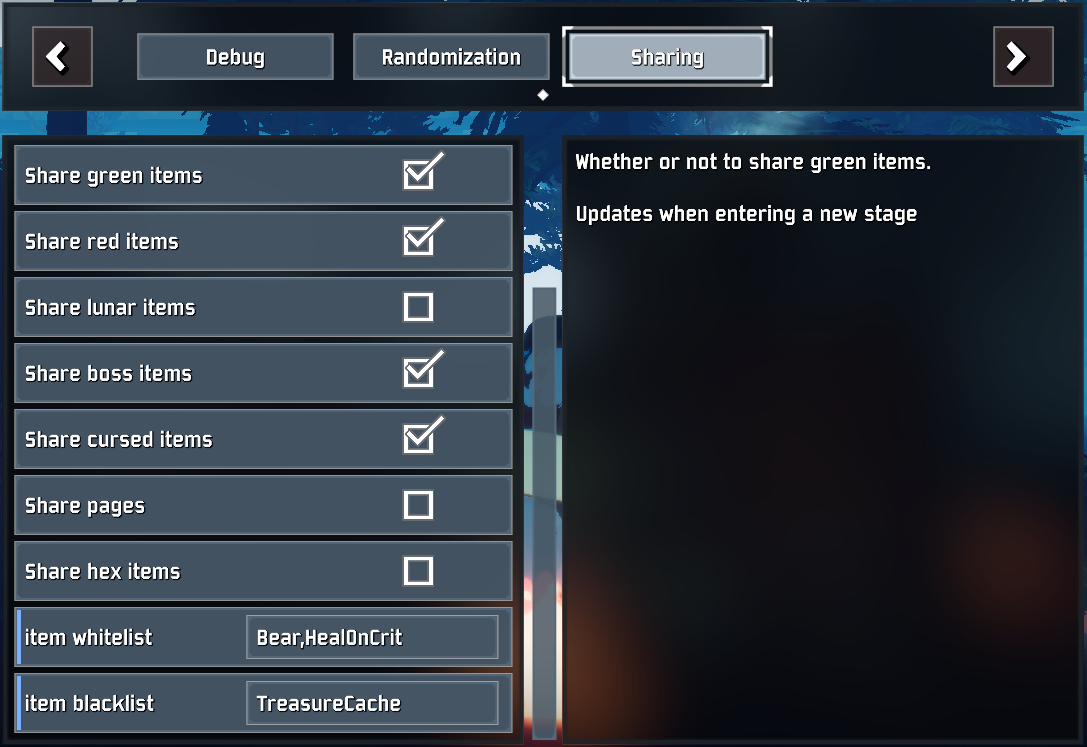 Debug
Randomization
Sharing
Share green items
Share red items
Share lunar items
Share boss items
Share cursed items
Share pages
Share hex items
item whitelist
Bear,HealOnCrit
item blacklist
TreasureCache
Whether or not to share green items.
Updates when entering a new stage